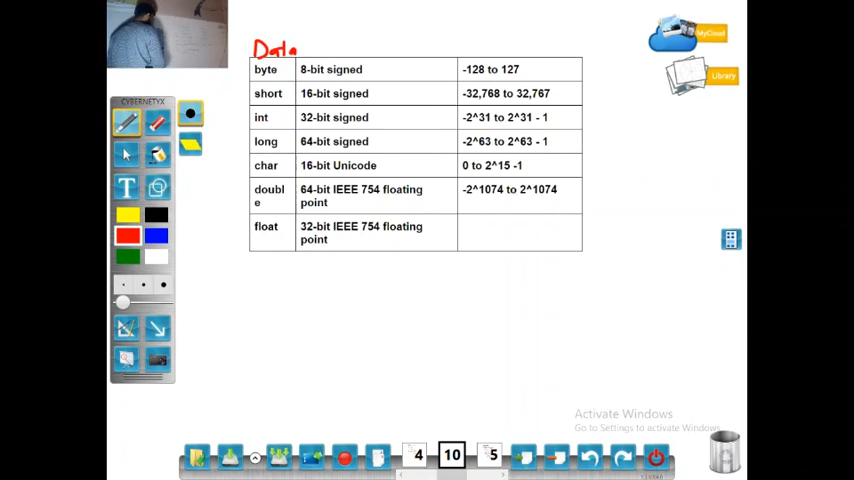 MyCloud
Data
Library
byte 8-bit signed -128 to 127
short 16-bit signed -32,768 to 32,767
int 32-bit signed -2^31 to 2^31 - 1
long 64-bit signed -2^63 to 2^63 - 1
char 16-bit Unicode 0 to 2^15 -1
doubl
e
64-bit IEEE 754 floating
point
-2^1074 to 2^1074
float 32-bit IEEE 754 floating
point
CYBERNETYX
T
Activate Windows
Go to Settings to activate Windows.
4 10 5